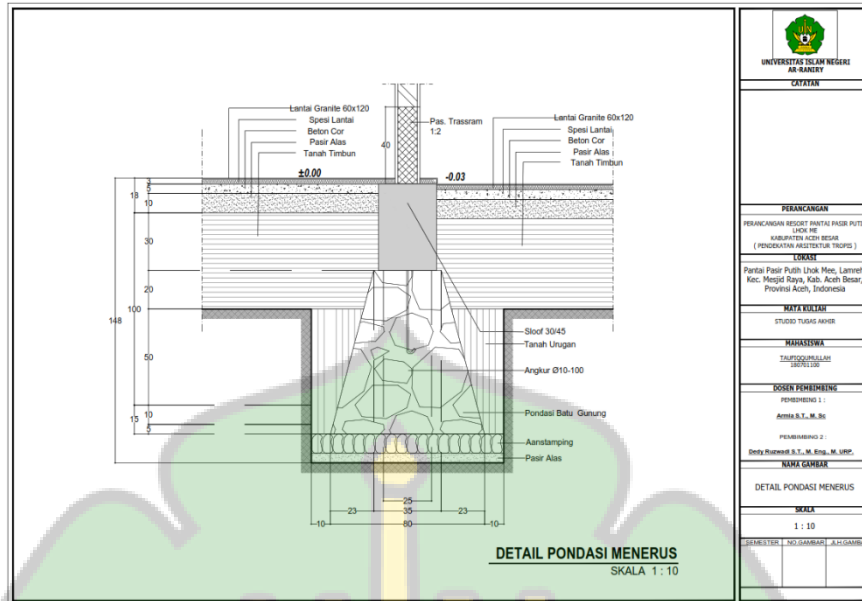 Lantai Granite 60x120
Spesi Lantai
Beton Cor
Pasir Alas
Tanah Timbun
±0.00
Pas. Trassram
1:2
40
Lantai Granite 60x120
Spesi Lantai
Beton Cor
Pasir Alas
Tanah Timbun
-0.03
18
5
10
30
20
100
148
50
10
15
5
Sloof 30/45
Tanah Urugan
Angkur Ø10-100
Pondasi Batu Gunung
Aanstamping
Pasir Alas
25
23
35
23
10
80
10
DETAIL PONDASI MENERUS
SKALA 1 : 10
UIN
UNIVERSITAS ISLAM NEGERI
AR-RANIRY
CATATAN
PERANCANGAN
PERANCANGAN RESORT PANTAI PASIR PUTIH
LHOK ME
KABUPATEN ACEH BESAR
( PENDEKATAN ARSITEKTUR TROPIS )
LOKASI
Pantai Pasir Putih Lhok Mee, Lamreh
Kec. Mesjid Raya, Kab. Aceh Besar,
Provinsi Aceh, Indonesia
MATA KULIAH
STUDIO TUGAS AKHIR
MAHASISWA
TAUFIQQUMULLAH
160701100
DOSEN PEMBIMBING
PEMBIMBING 1 :
Armia S.T., M. Sc
PEMBIMBING 2 :
Dedy Ruzwadi S.T., M. Eng., M. URP.
NAMA GAMBAR
DETAIL PONDASI MENERUS
SKALA
1 : 10
SEMESTER
NO.GAMBAR
JLH.GAMBA